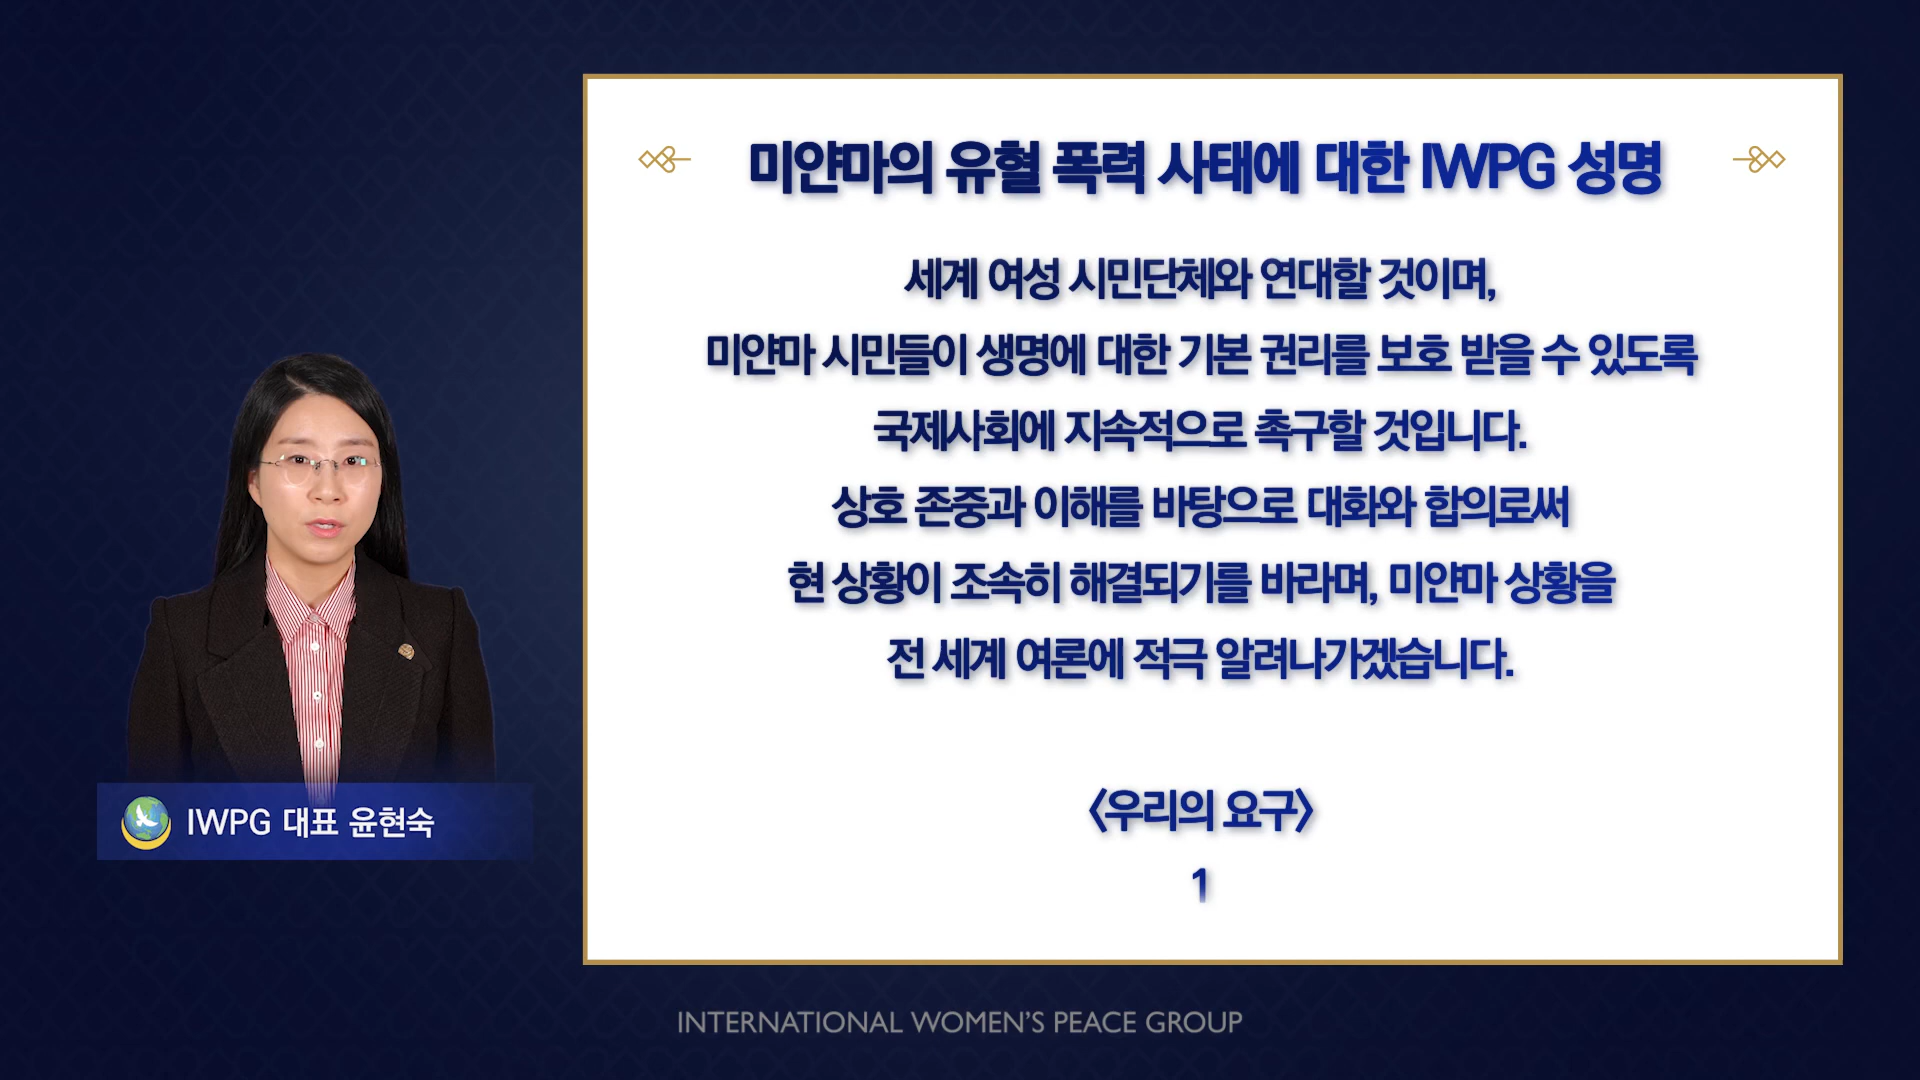 미얀마의 유혈 폭력 사태에 대한 IWPG 성명
세계 여성 시민단체와 연대할 것이며,
미얀마 시민들이 생명에 대한 기본 권리를 보호 받을 수 있도록
국제사회에 지속적으로 촉구할 것입니다.
상호 존중과 이해를 바탕으로 대화와 합의로써
현 상황이 조속히 해결되기를 바라며, 미얀마 상황을
전 세계 여론에 적극 알려나가겠습니다.
<우리의 요구>
1
IWPG 대표 윤현숙
INTERNATIONAL WOMEN'S PEACE GROUP